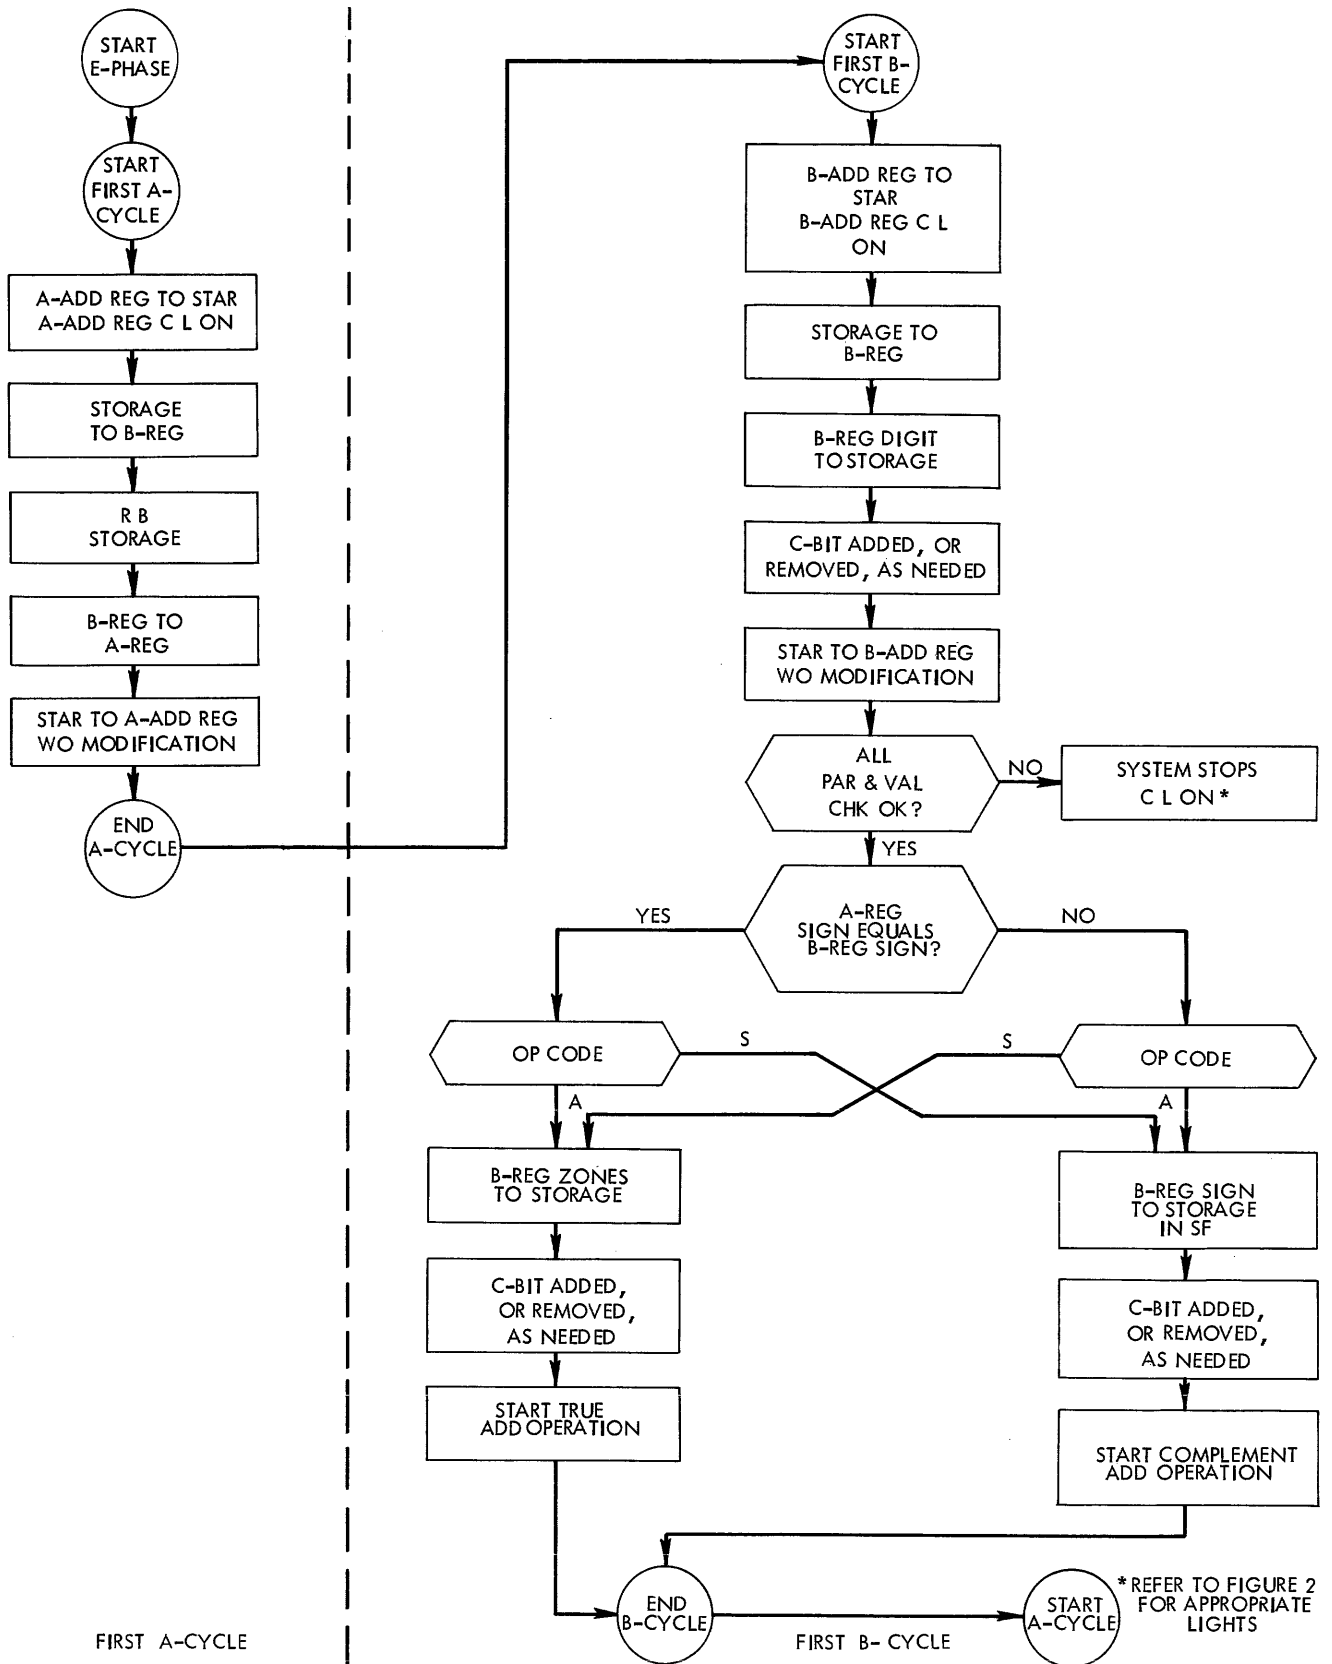 START
E-PHASE
START
FIRST A-
CYCLE
A-ADD REG TO STAR
A-ADD REG C L ON
STORAGE
TO B-REG
R B
STORAGE
B-REG TO
A-REG
STAR TO A-ADD REG
WO MODIFICATION
END
A-CYCLE
FIRST A-CYCLE
START
FIRST B-
CYCLE
B-ADD REG TO
STAR
B-ADD REG C L
ON
STORAGE TO
B-REG
B-REG DIGIT
TO STORAGE
C-BIT ADDED, OR
REMOVED, AS NEEDED
STAR TO B-ADD REG
WO MODIFICATION
ALL
PAR & VAL
CHK OK?
NO
SYSTEM STOPS
C L ON *
YES
A-REG
SIGN EQUALS
B-REG SIGN?
YES
NO
OP CODE
S
S
OP CODE
A
A
B-REG ZONES
TO STORAGE
B-REG SIGN
TO STORAGE
IN SF
C-BIT ADDED,
OR REMOVED,
AS NEEDED
C-BIT ADDED,
OR REMOVED,
AS NEEDED
START TRUE
ADD OPERATION
START COMPLEMENT
ADD OPERATION
END
B-CYCLE
FIRST B- CYCLE
START
A-CYCLE
* REFER TO FIGURE 2
FOR APPROPRIATE
LIGHTS